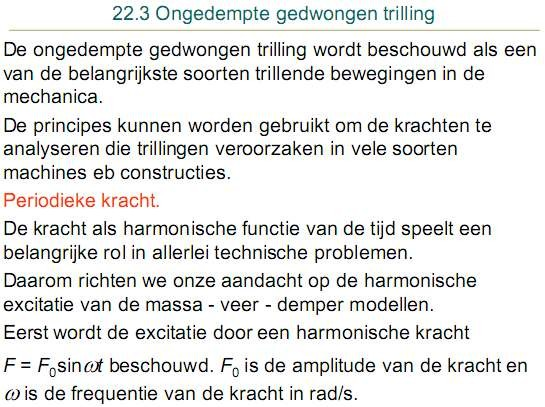 22.3 Ongedempte gedwongen trilling
De ongedempte gedwongen trilling wordt beschouwd als een
van de belangrijkste soorten trillende bewegingen in de
mechanica.
De principes kunnen worden gebruikt om de krachten te
analyseren die trillingen veroorzaken in vele soorten
machines eb constructies.
Periodieke kracht.
De kracht als harmonische functie van de tijd speelt een
belangrijke rol in allerlei technische problemen.
Daarom richten we onze aandacht op de harmonische
excitatie van de massa - veer - demper modellen.
Eerst wordt de excitatie door een harmonische kracht
F = F₀sinωt beschouwd. F₀ is de amplitude van de kracht en
ω is de frequentie van de kracht in rad/s.